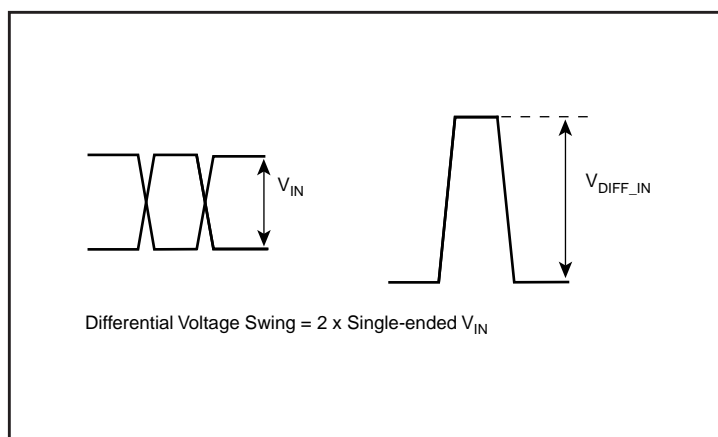 V_IN
V_DIFF_IN
Differential Voltage Swing = 2 x Single-ended V_IN